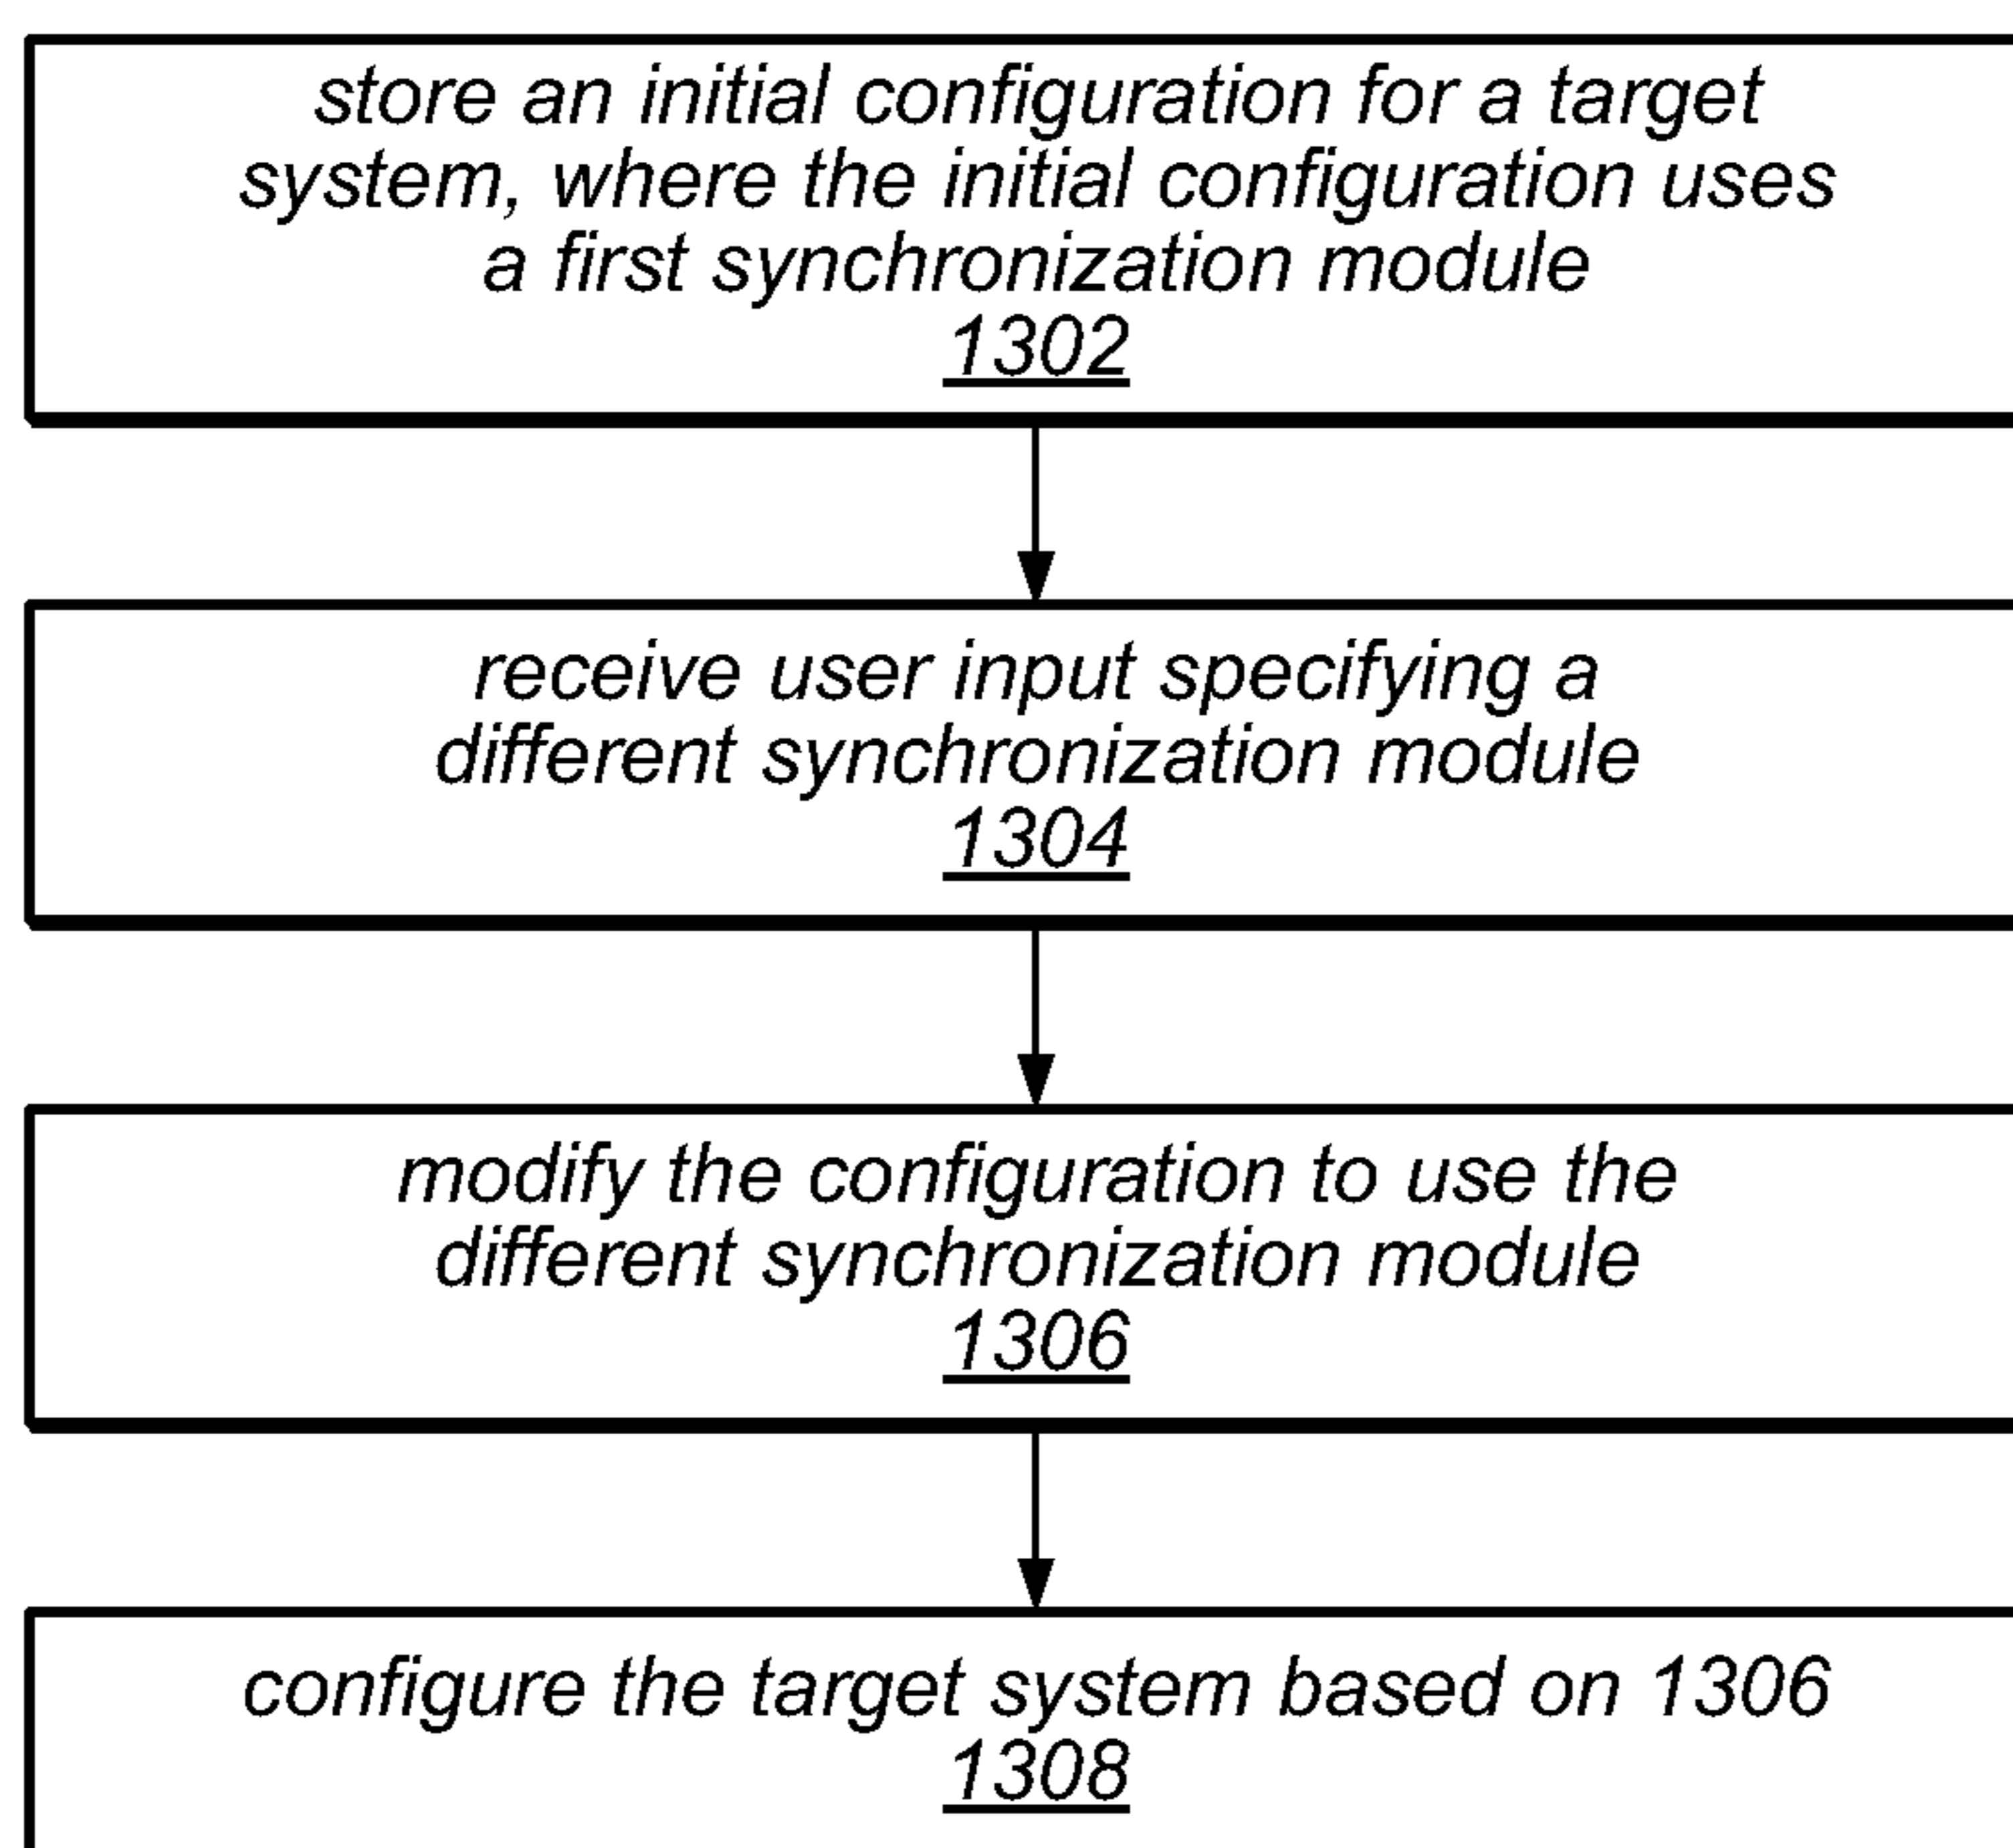 store an initial configuration for a target
system, where the initial configuration uses
a first synchronization module
1302
receive user input specifying a
different synchronization module
1304
modify the configuration to use the
different synchronization module
1306
configure the target system based on 1306
1308